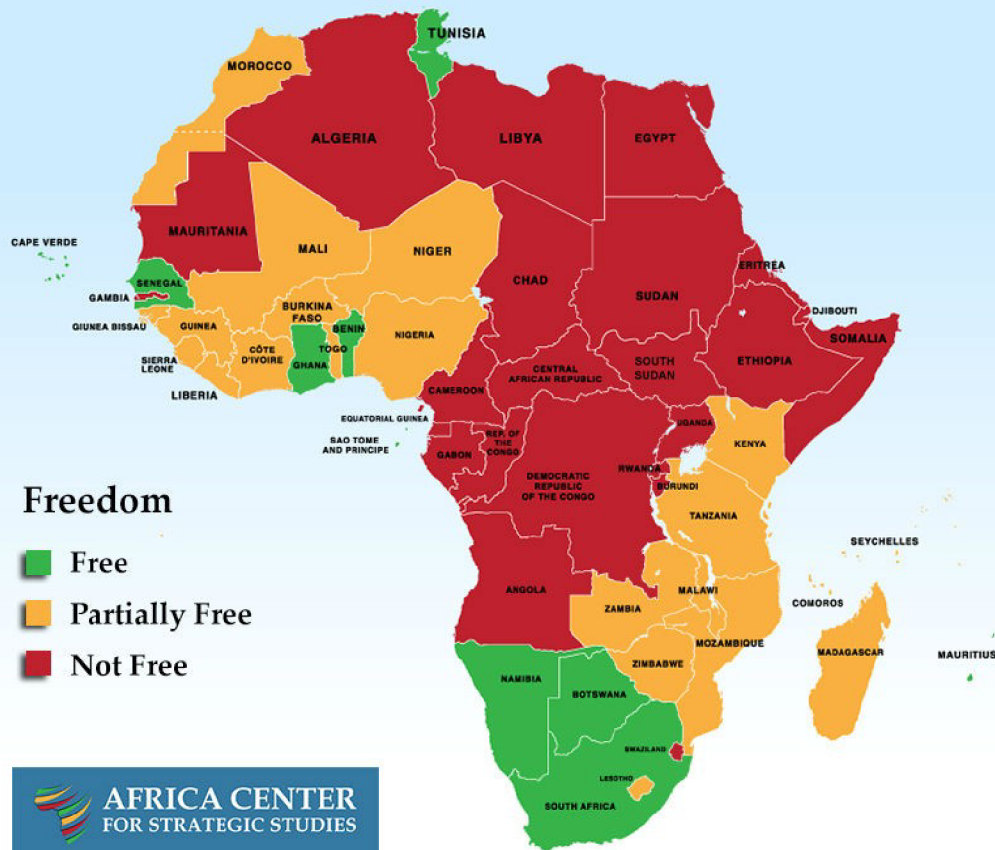 TUNISIA
MOROCCO
ALGERIA
LIBYA
EGYPT
MAURITANIA
MALI
NIGER
CAPE VERDE
CHAD
SUDAN
ERITREA
SENEGAL
GAMBIA
GIUNEA BISSAU
GUINEA
BURKINA
FASO
BENIN
DJIBOUTI
NIGERIA
SOMALIA
SIERRA
LEONE
CÔTE
D'IVOIRE
TOGO
GHANA
ETHIOPIA
SOUTH
SUDAN
CENTRAL
AFRICAN REPUBLIC
LIBERIA
CAMEROON
EQUATORIAL GUINEA
SAO TOME
AND PRINCIPE
REP. OF
THE
CONGO
GABON
UGANDA
KENYA
RWANDA
BURUNDI
DEMOCRATIC
REPUBLIC
OF THE CONGO
TANZANIA
SEYCHELLES
ANGOLA
ZAMBIA
MALAWI
COMOROS
MOZAMBIQUE
ZIMBABWE
MADAGASCAR
MAURITIUS
NAMIBIA
BOTSWANA
SWAZILAND
LESOTHO
SOUTH AFRICA
Freedom
Free
Partially Free
Not Free
AFRICA CENTER
FOR STRATEGIC STUDIES